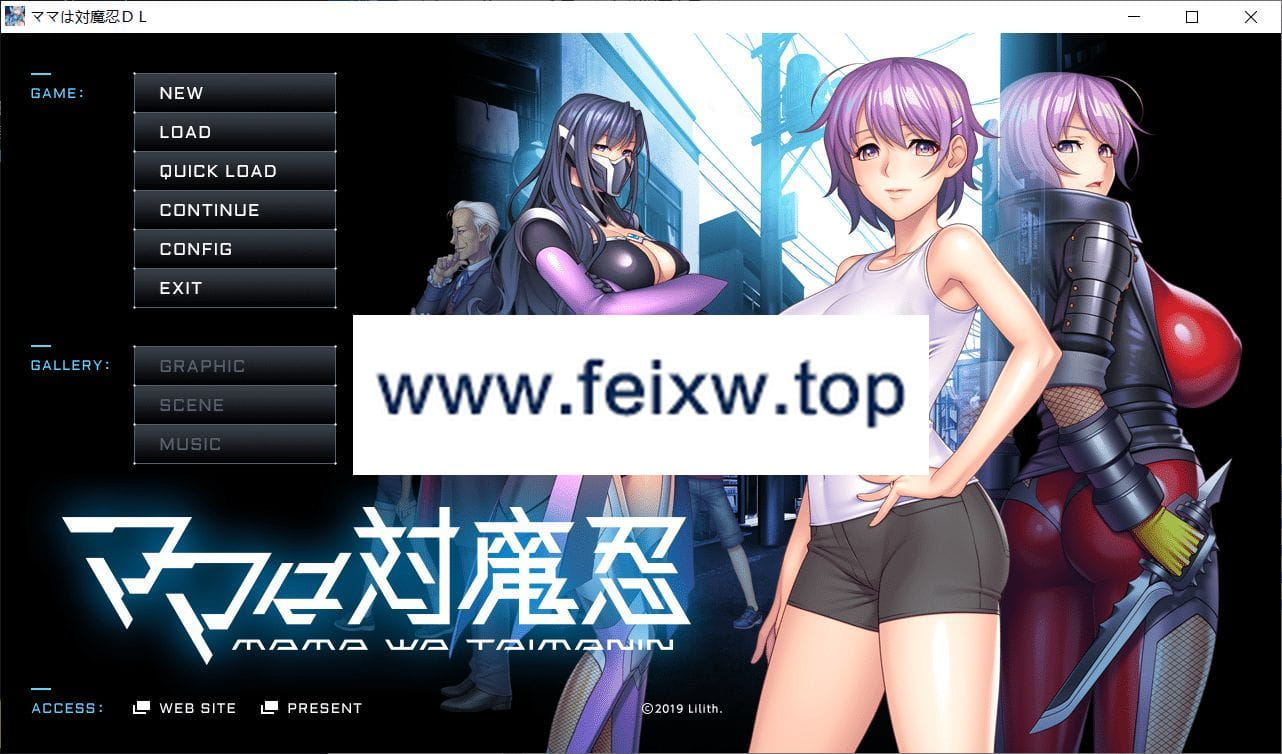 ママは対魔忍ＤＬ
GAME:
NEW
LOAD
QUICK LOAD
CONTINUE
CONFIG
EXIT
GALLERY:
GRAPHIC
SCENE
MUSIC
www.feixw.top
ママは対魔忍
MAMA WA TAIMANIN
ACCESS:
WEB SITE
PRESENT
©2019 Lilith.